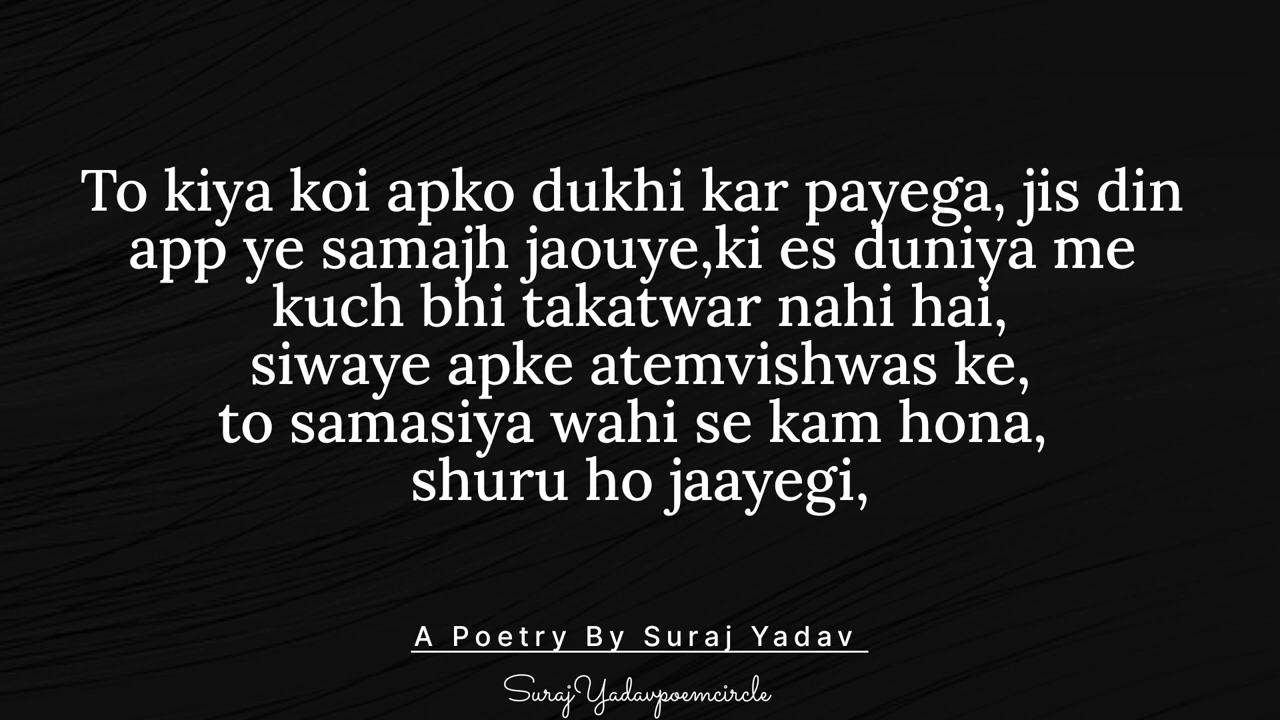 To kiya koi apko dukhi kar payega, jis din
app ye samajh jaouye,ki es duniya me
kuch bhi takatwar nahi hai,
siwaye apke atemvishwas ke,
to samasiya wahi se kam hona,
shuru ho jaayegi,
A Poetry By Suraj Yadav
SurajYadavpoemcircle